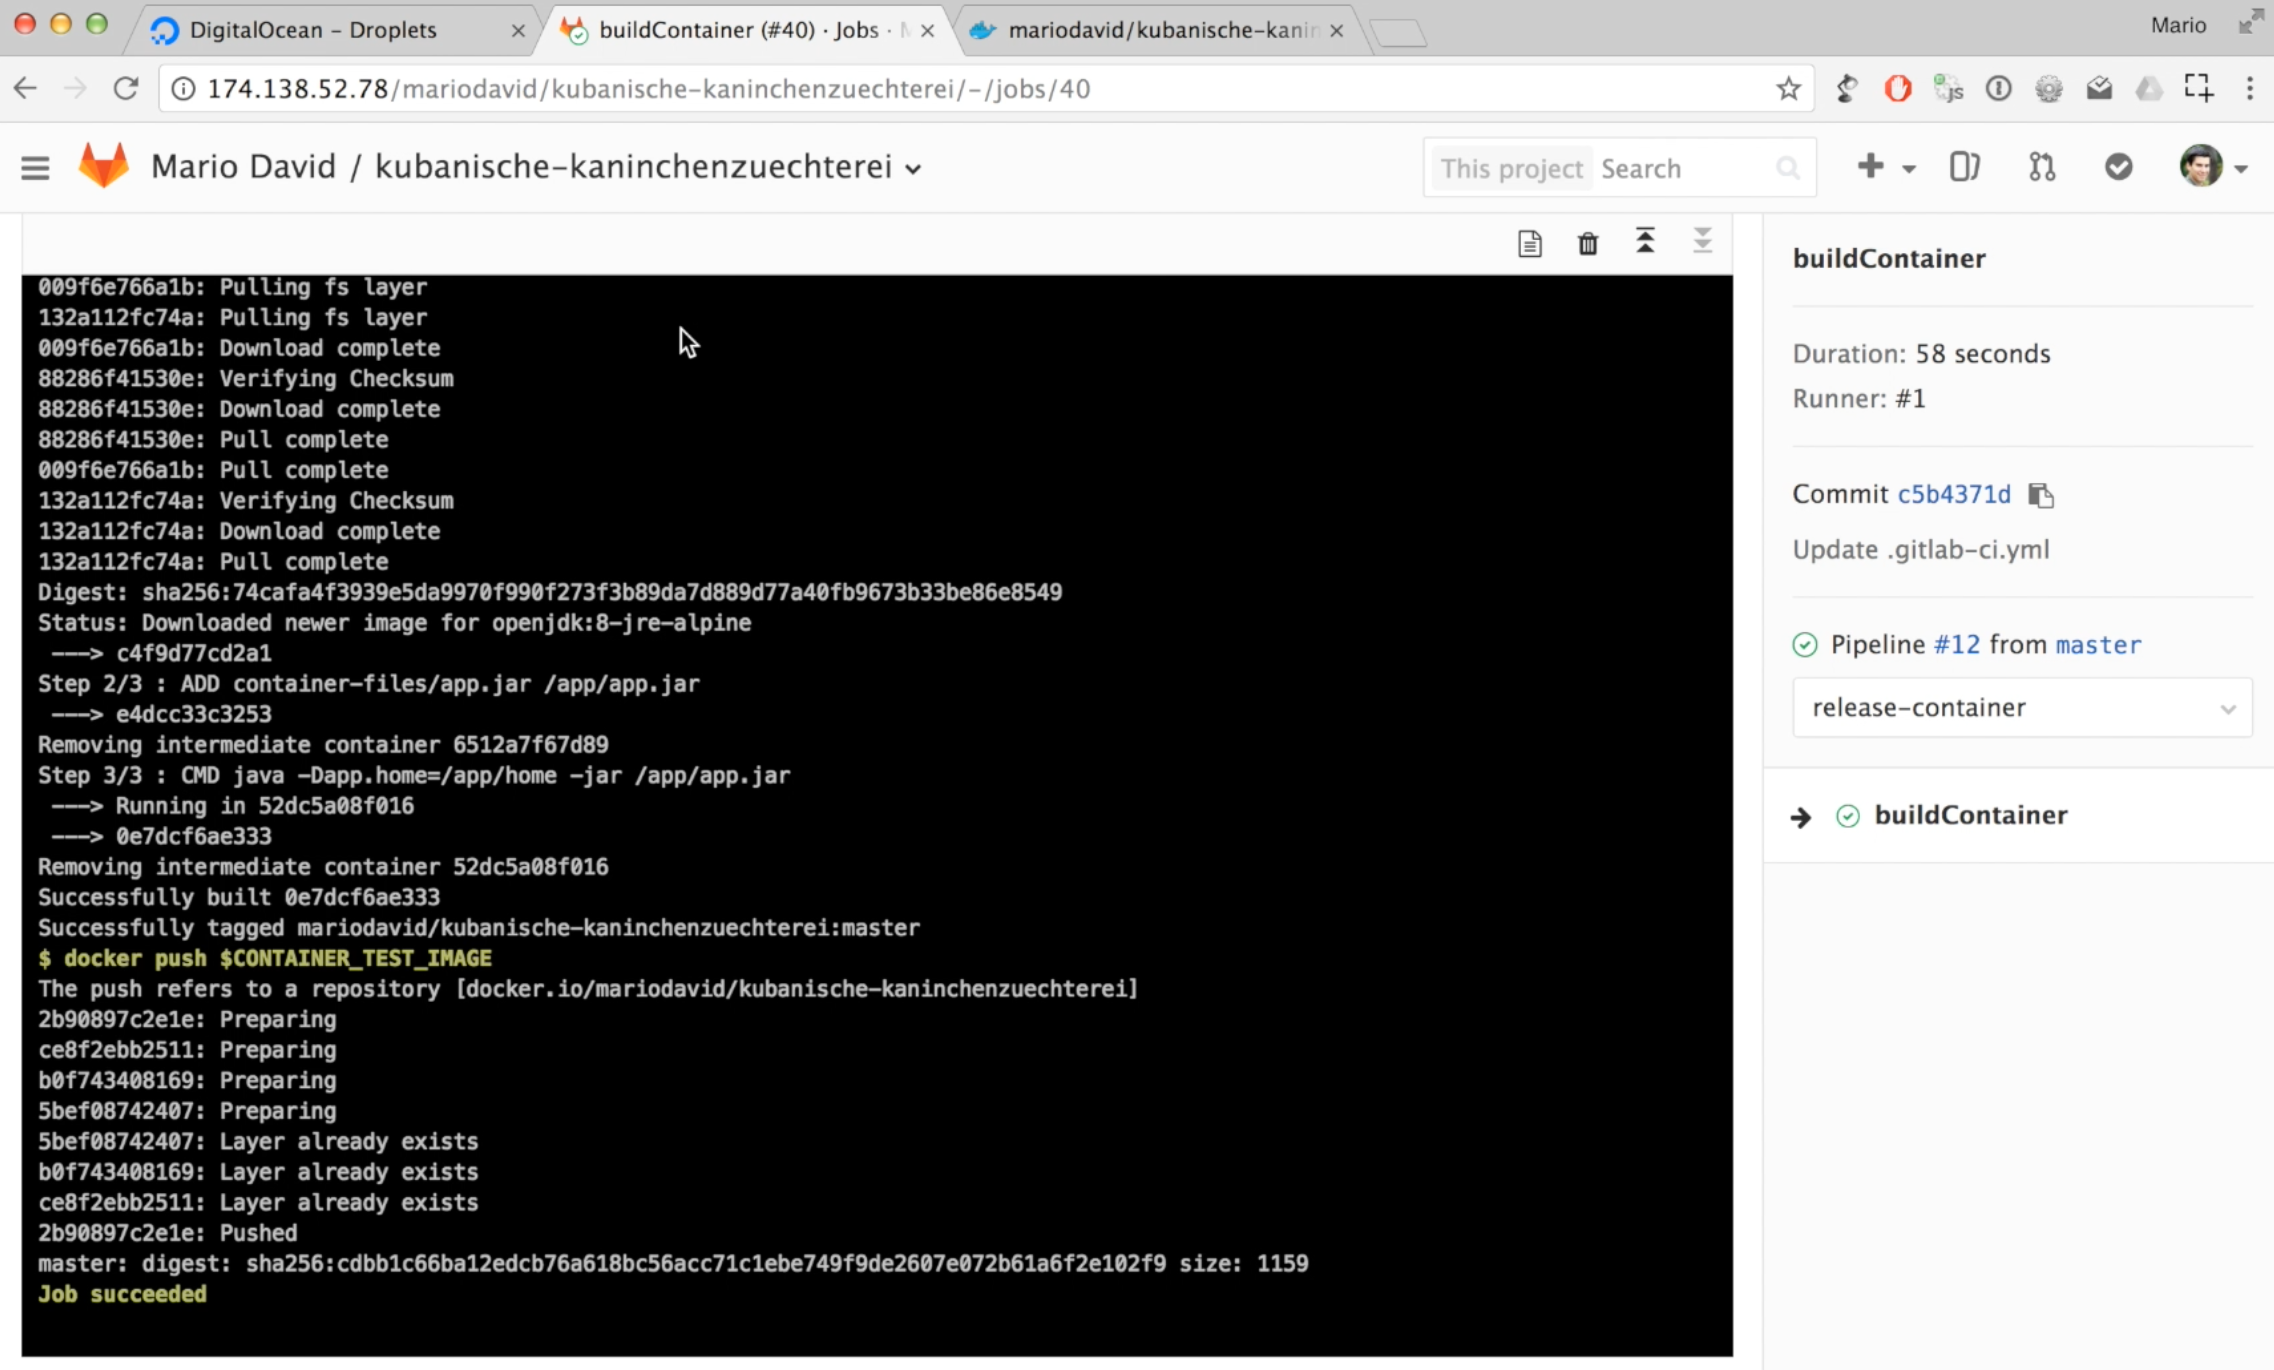 DigitalOcean – Droplets
buildContainer (#40) · Jobs ·
mariodavid/kubanische-kanin
Mario
174.138.52.78/mariodavid/kubanische-kaninchenzuechterei/-/jobs/40
js
Mario David / kubanische-kaninchenzuechterei
This project Search
009f6e766a1b: Pulling fs layer
132a112fc74a: Pulling fs layer
009f6e766a1b: Download complete
88286f41530e: Verifying Checksum
88286f41530e: Download complete
88286f41530e: Pull complete
009f6e766a1b: Pull complete
132a112fc74a: Verifying Checksum
132a112fc74a: Download complete
132a112fc74a: Pull complete
Digest: sha256:74cafa4f3939e5da9970f990f273f3b89da7d889d77a40fb9673b33be86e8549
Status: Downloaded newer image for openjdk:8-jre-alpine
---> c4f9d77cd2a1
Step 2/3 : ADD container-files/app.jar /app/app.jar
---> e4dcc33c3253
Removing intermediate container 6512a7f67d89
Step 3/3 : CMD java -Dapp.home=/app/home -jar /app/app.jar
---> Running in 52dc5a08f016
---> 0e7dcf6ae333
Removing intermediate container 52dc5a08f016
Successfully built 0e7dcf6ae333
Successfully tagged mariodavid/kubanische-kaninchenzuechterei:master
$ docker push $CONTAINER_TEST_IMAGE
The push refers to a repository [docker.io/mariodavid/kubanische-kaninchenzuechterei]
2b90897c2e1e: Preparing
ce8f2ebb2511: Preparing
b0f743408169: Preparing
5bef08742407: Preparing
5bef08742407: Layer already exists
b0f743408169: Layer already exists
ce8f2ebb2511: Layer already exists
2b90897c2e1e: Pushed
master: digest: sha256:cdbb1c66ba12edcb76a618bc56acc71c1ebe749f9de2607e072b61a6f2e102f9 size: 1159
Job succeeded
buildContainer
Duration: 58 seconds
Runner: #1
Commit c5b4371d
Update .gitlab-ci.yml
Pipeline #12 from master
release-container
buildContainer